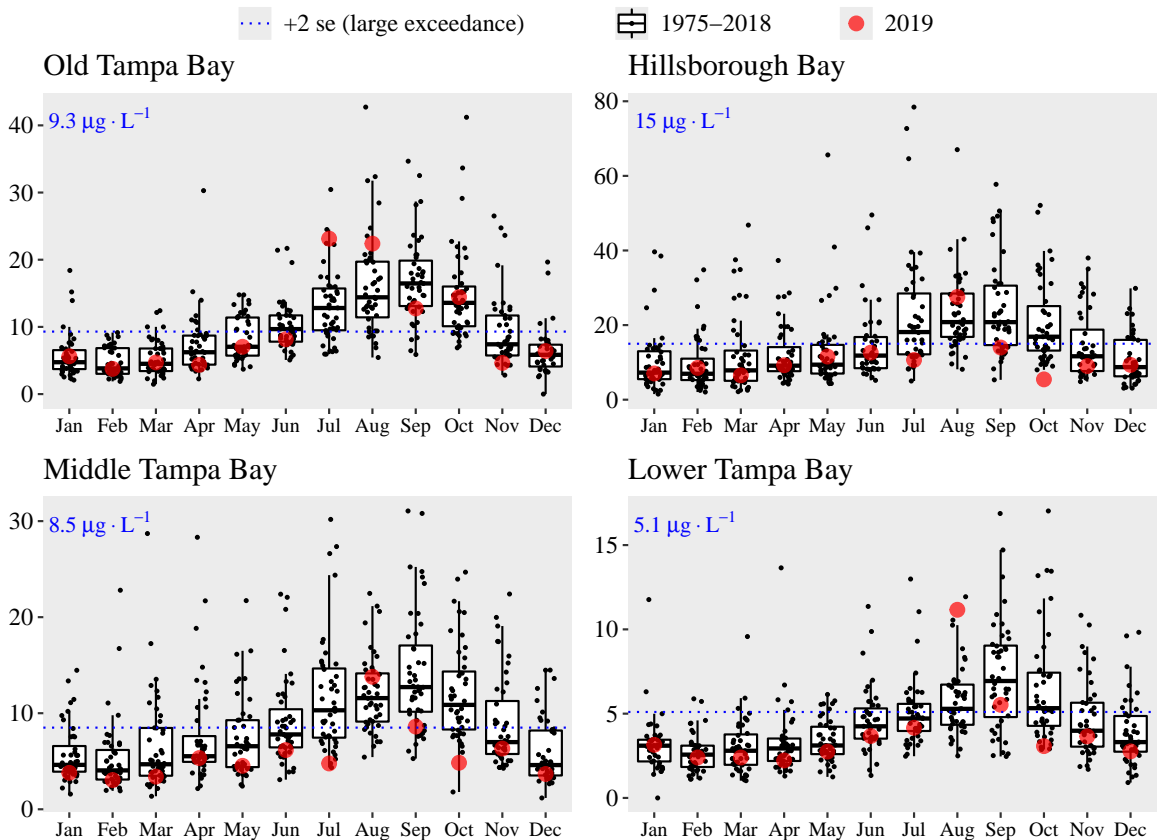 +2 se (large exceedance) 1975−2018 2019
Old Tampa Bay
9.3 μg · L⁻¹
40
30
20
10
0
Jan Feb Mar Apr May Jun Jul Aug Sep Oct Nov Dec
Hillsborough Bay
15 μg · L⁻¹
80
60
40
20
0
Jan Feb Mar Apr May Jun Jul Aug Sep Oct Nov Dec
Middle Tampa Bay
8.5 μg · L⁻¹
30
20
10
0
Jan Feb Mar Apr May Jun Jul Aug Sep Oct Nov Dec
Lower Tampa Bay
5.1 μg · L⁻¹
15
10
5
0
Jan Feb Mar Apr May Jun Jul Aug Sep Oct Nov Dec